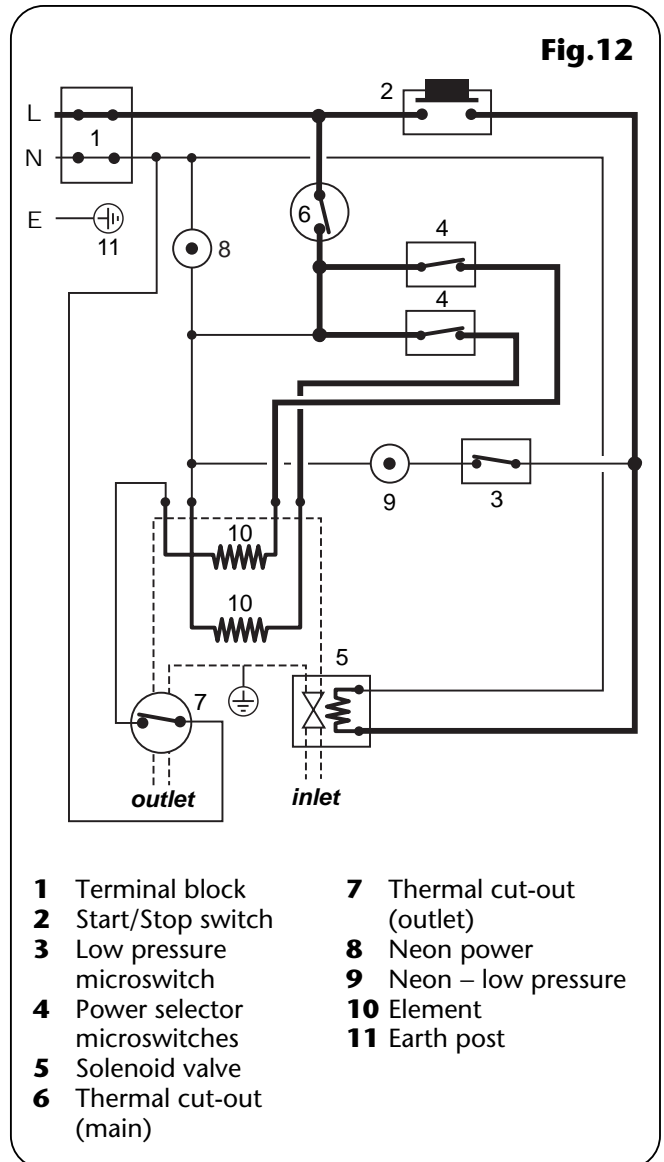 Fig.12
2
L
1
N
6
4
E
11
8
4
9
3
10
10
5
7
outlet
inlet
1 Terminal block
2 Start/Stop switch
3 Low pressure
microswitch
4 Power selector
microswitches
5 Solenoid valve
6 Thermal cut-out
(main)
7 Thermal cut-out
(outlet)
8 Neon power
9 Neon – low pressure
10 Element
11 Earth post